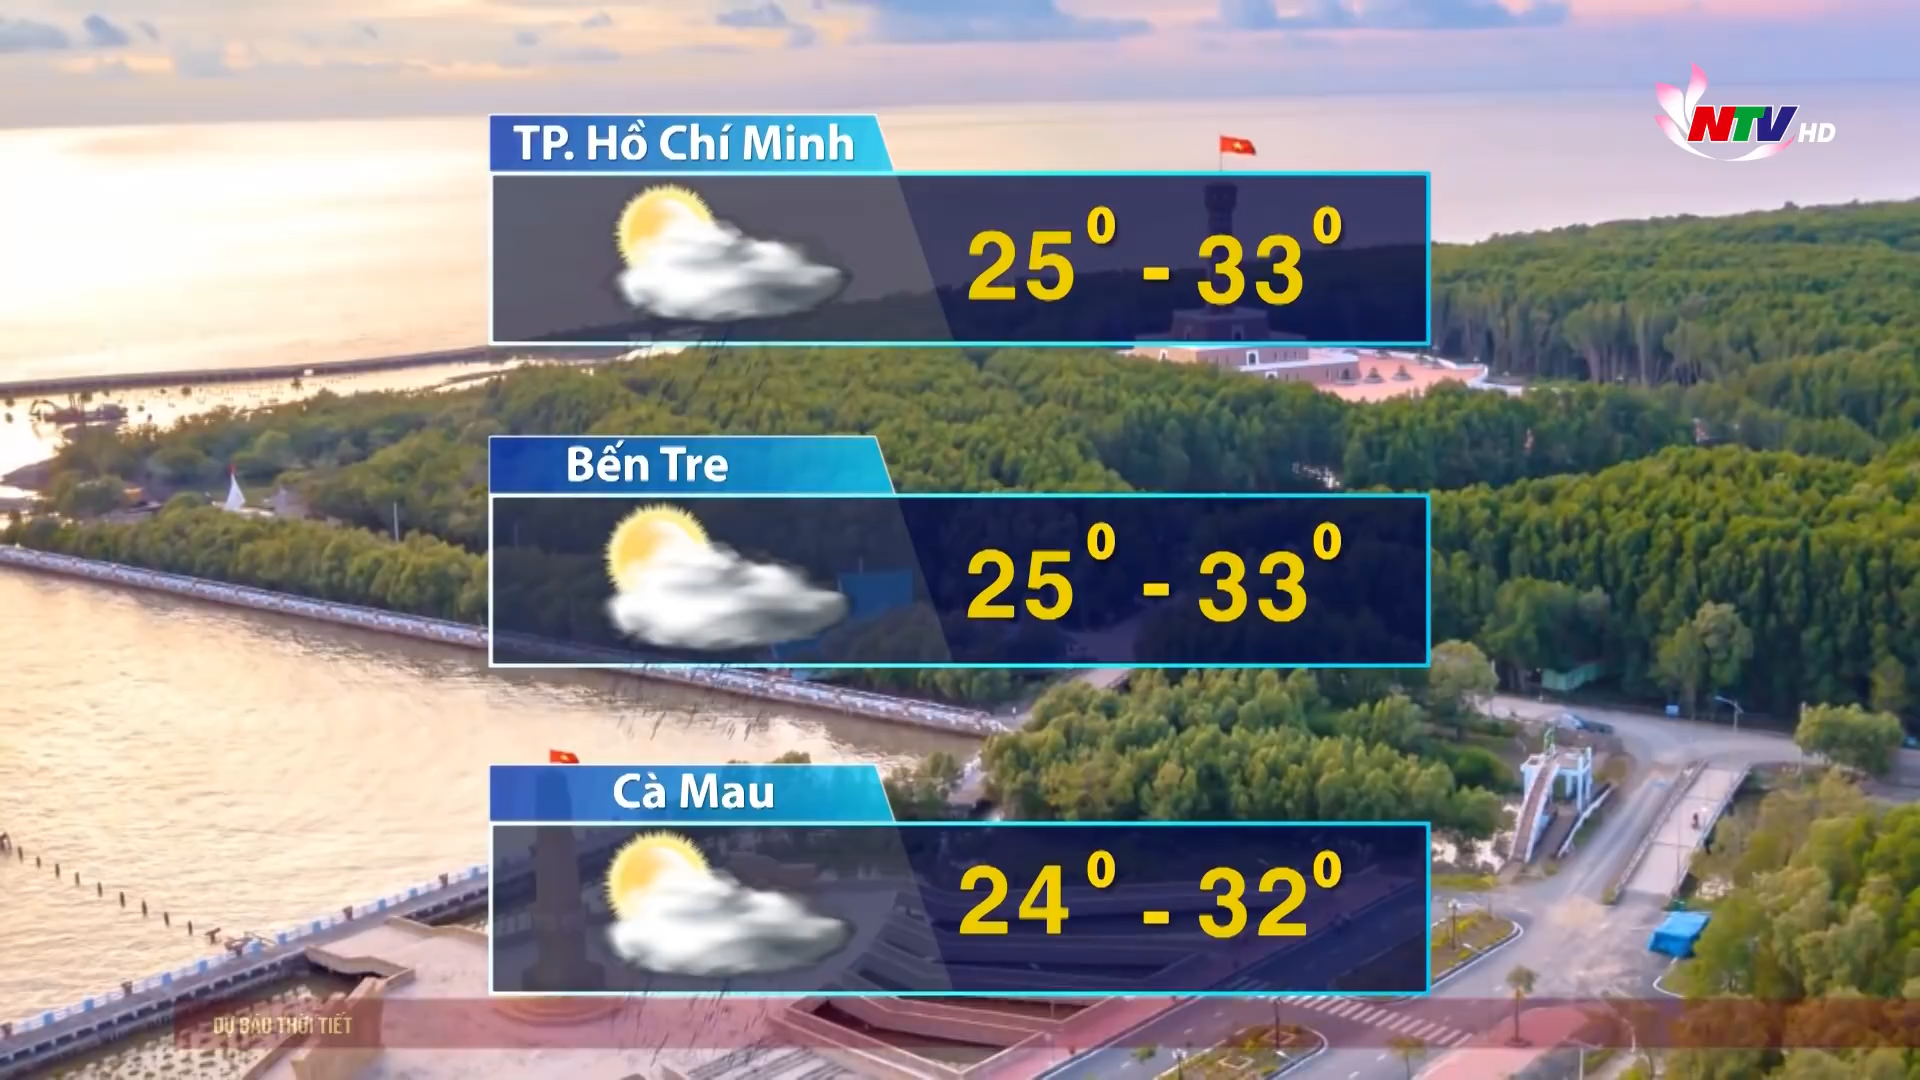 NTV HD
TP. Hồ Chí Minh
25⁰ - 33⁰
Bến Tre
25⁰ - 33⁰
Cà Mau
24⁰ - 32⁰
DỰ BÁO THỜI TIẾT